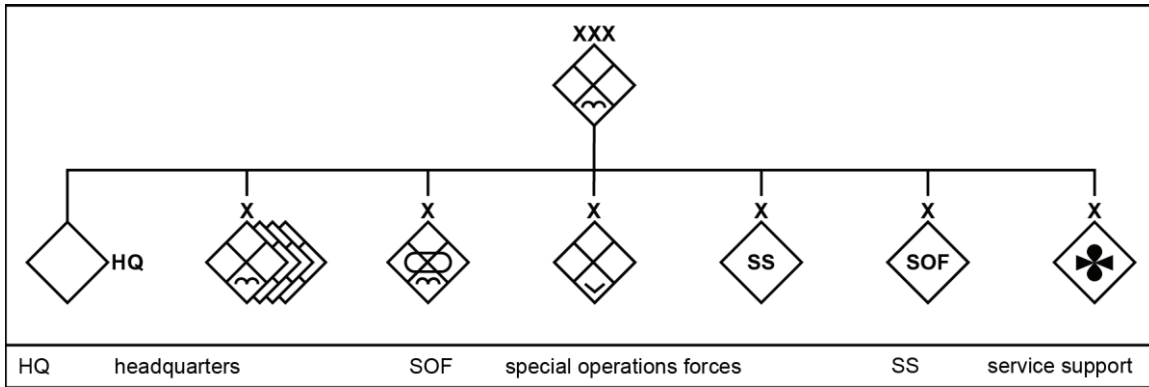 XXX
X X X X X X
HQ SS SOF
HQ headquarters SOF special operations forces SS service support